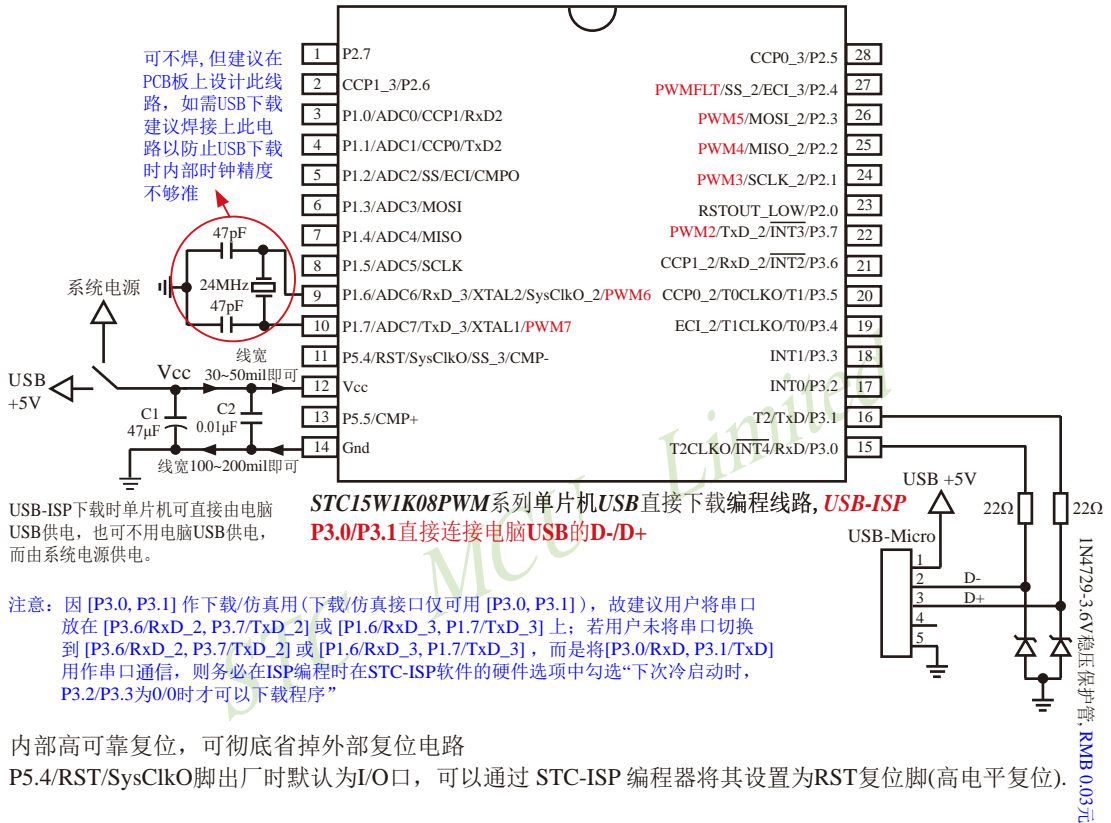 可不焊,但建议在
PCB板上设计此线
路，如需USB下载
建议焊接上此电
路以防止USB下载
时内部时钟精度
不够准
47pF
24MHz
47pF
系统电源
USB
+5V
Vcc
线宽
30~50mil即可
C1
47μF
C2
0.01μF
线宽100~200mil即可
1 P2.7
2 CCP1_3/P2.6
3 P1.0/ADC0/CCP1/RxD2
4 P1.1/ADC1/CCP0/TxD2
5 P1.2/ADC2/SS/ECI/CMPO
6 P1.3/ADC3/MOSI
7 P1.4/ADC4/MISO
8 P1.5/ADC5/SCLK
9 P1.6/ADC6/RxD_3/XTAL2/SysClkO_2/PWM6
10 P1.7/ADC7/TxD_3/XTAL1/PWM7
11 P5.4/RST/SysClkO/SS_3/CMP-
12 Vcc
13 P5.5/CMP+
14 Gnd
CCP0_3/P2.5 28
PWMFLT/SS_2/ECI_3/P2.4 27
PWM5/MOSI_2/P2.3 26
PWM4/MISO_2/P2.2 25
PWM3/SCLK_2/P2.1 24
RSTOUT_LOW/P2.0 23
PWM2/TxD_2/INT3/P3.7 22
CCP1_2/RxD_2/INT2/P3.6 21
CCP0_2/T0CLKO/T1/P3.5 20
ECI_2/T1CLKO/T0/P3.4 19
INT1/P3.3 18
INT0/P3.2 17
T2/TxD/P3.1 16
T2CLKO/INT4/RxD/P3.0 15
USB-ISP下载时单片机可直接由电脑
USB供电，也可不用电脑USB供电，
而由系统电源供电。
STC15W1K08PWM系列单片机USB直接下载编程线路, USB-ISP
P3.0/P3.1直接连接电脑USB的D-/D+
USB +5V
USB-Micro
22Ω
22Ω
1
2
3
4
5
D-
D+
1N4729-3.6V稳压保护管, RMB 0.03元
注意：因 [P3.0, P3.1] 作下载/仿真用(下载/仿真接口仅可用 [P3.0, P3.1] )，故建议用户将串口
放在 [P3.6/RxD_2, P3.7/TxD_2] 或 [P1.6/RxD_3, P1.7/TxD_3] 上；若用户未将串口切换
到 [P3.6/RxD_2, P3.7/TxD_2] 或 [P1.6/RxD_3, P1.7/TxD_3] ，而是将[P3.0/RxD, P3.1/TxD]
用作串口通信，则务必在ISP编程时在STC-ISP软件的硬件选项中勾选“下次冷启动时，
P3.2/P3.3为0/0时才可以下载程序”
STC MCU Limited
内部高可靠复位，可彻底省掉外部复位电路
P5.4/RST/SysClkO脚出厂时默认为I/O口，可以通过 STC-ISP 编程器将其设置为RST复位脚(高电平复位).